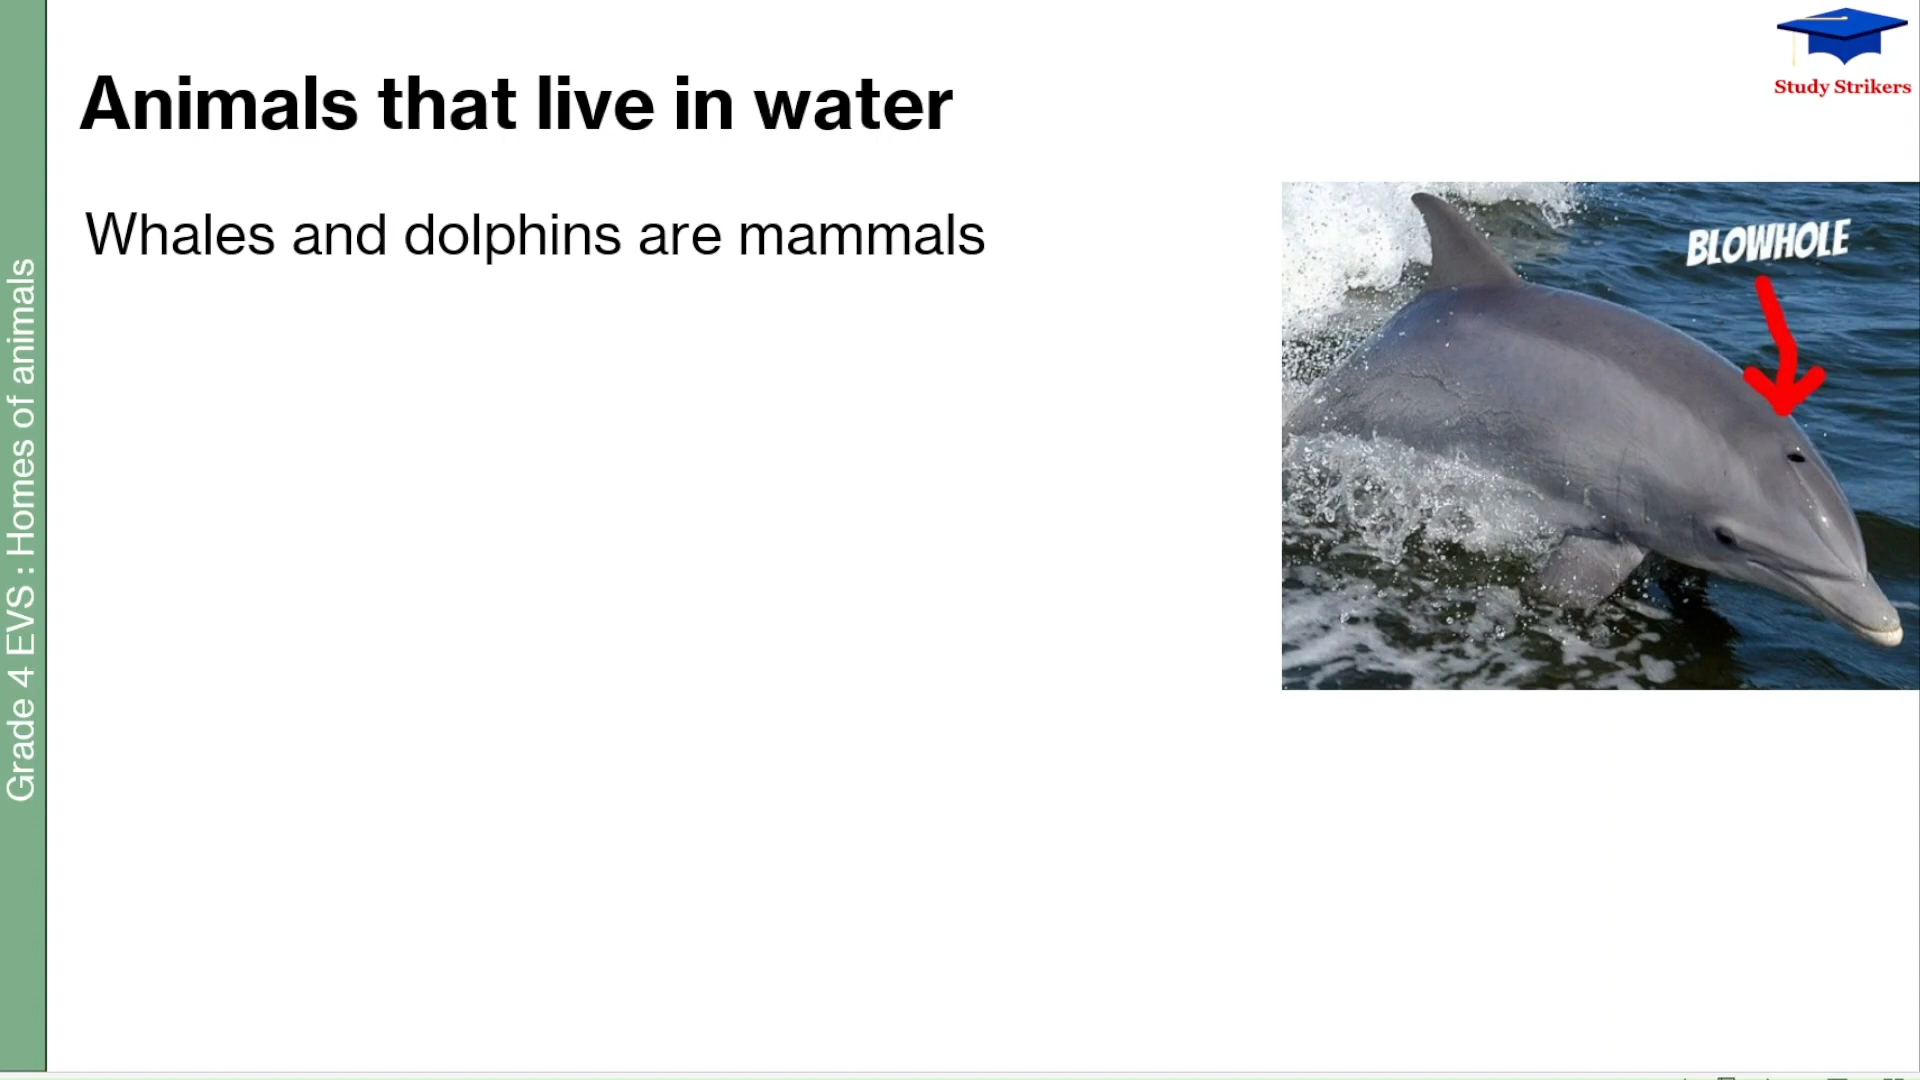 Study Strikers
Animals that live in water
Whales and dolphins are mammals
BLOWHOLE
Grade 4 EVS : Homes of animals